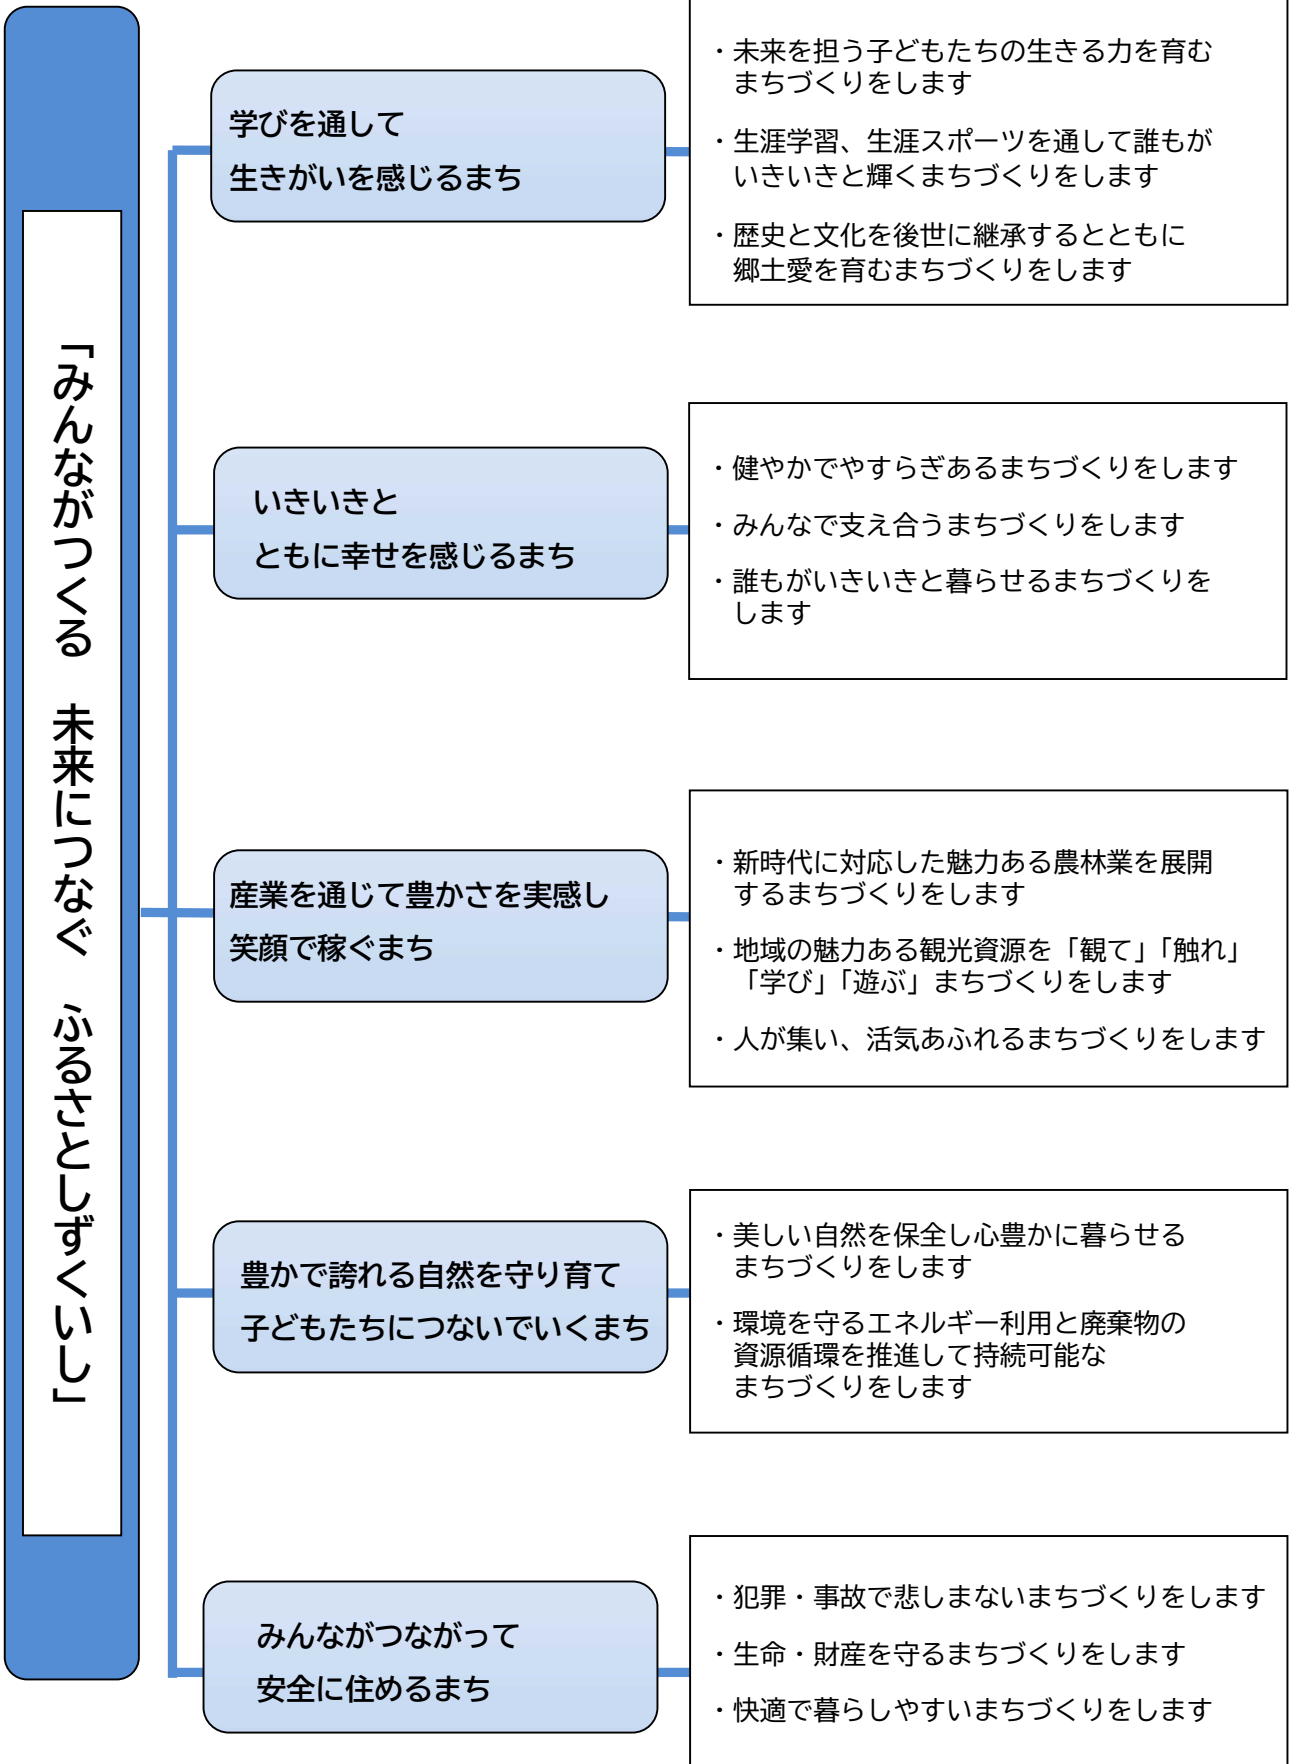 「みんながつくる　未来につなぐ　ふるさとしずくいし」
学びを通して
生きがいを感じるまち
・未来を担う子どもたちの生きる力を育む
まちづくりをします
・生涯学習、生涯スポーツを通して誰もが
いきいきと輝くまちづくりをします
・歴史と文化を後世に継承するとともに
郷土愛を育むまちづくりをします
いきいきと
ともに幸せを感じるまち
・健やかでやすらぎあるまちづくりをします
・みんなで支え合うまちづくりをします
・誰もがいきいきと暮らせるまちづくりを
します
産業を通じて豊かさを実感し
笑顔で稼ぐまち
・新時代に対応した魅力ある農林業を展開
するまちづくりをします
・地域の魅力ある観光資源を「観て」「触れ」
「学び」「遊ぶ」まちづくりをします
・人が集い、活気あふれるまちづくりをします
豊かで誇れる自然を守り育て
子どもたちにつないでいくまち
・美しい自然を保全し心豊かに暮らせる
まちづくりをします
・環境を守るエネルギー利用と廃棄物の
資源循環を推進して持続可能な
まちづくりをします
みんながつながって
安全に住めるまち
・犯罪・事故で悲しまないまちづくりをします
・生命・財産を守るまちづくりをします
・快適で暮らしやすいまちづくりをします